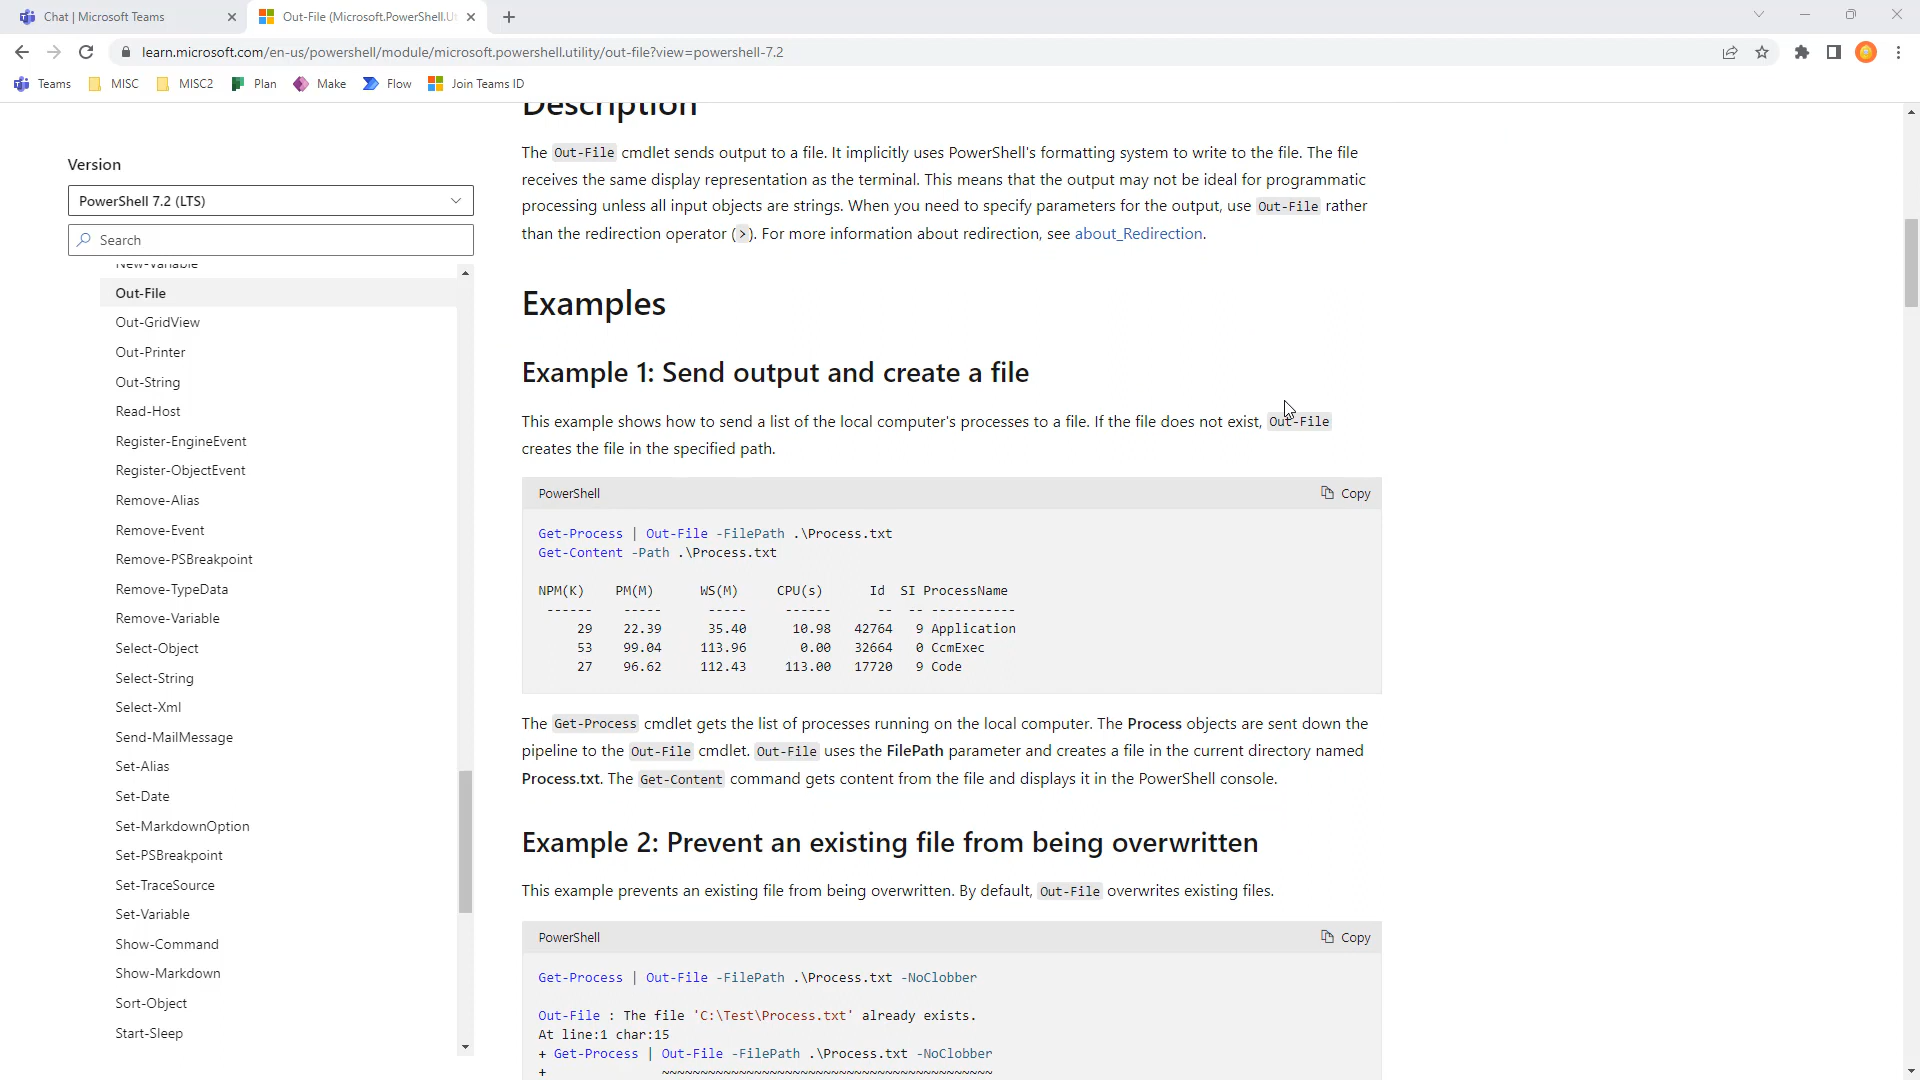 Chat | Microsoft Teams
Out-File (Microsoft.PowerShell.Ut
learn.microsoft.com/en-us/powershell/module/microsoft.powershell.utility/out-file?view=powershell-7.2
Teams
MISC
MISC2
Plan
Make
Flow
Join Teams ID
Version
PowerShell 7.2 (LTS)
Search
New-Variable
Out-File
Out-GridView
Out-Printer
Out-String
Read-Host
Register-EngineEvent
Register-ObjectEvent
Remove-Alias
Remove-Event
Remove-PSBreakpoint
Remove-TypeData
Remove-Variable
Select-Object
Select-String
Select-Xml
Send-MailMessage
Set-Alias
Set-Date
Set-MarkdownOption
Set-PSBreakpoint
Set-TraceSource
Set-Variable
Show-Command
Show-Markdown
Sort-Object
Start-Sleep
Description
The Out-File cmdlet sends output to a file. It implicitly uses PowerShell's formatting system to write to the file. The file
receives the same display representation as the terminal. This means that the output may not be ideal for programmatic
processing unless all input objects are strings. When you need to specify parameters for the output, use Out-File rather
than the redirection operator (>). For more information about redirection, see about_Redirection.
Examples
Example 1: Send output and create a file
This example shows how to send a list of the local computer's processes to a file. If the file does not exist, Out-File
creates the file in the specified path.
PowerShell
Copy
Get-Process | Out-File -FilePath .\Process.txt
Get-Content -Path .\Process.txt
NPM(K)    PM(M)      WS(M)     CPU(s)      Id  SI ProcessName
------    -----      -----     ------      --  -- -----------
29    22.39      35.40      10.98   42764   9 Application
53    99.04     113.96       0.00   32664   0 CcmExec
27    96.62     112.43     113.00   17720   9 Code
The Get-Process cmdlet gets the list of processes running on the local computer. The Process objects are sent down the
pipeline to the Out-File cmdlet. Out-File uses the FilePath parameter and creates a file in the current directory named
Process.txt. The Get-Content command gets content from the file and displays it in the PowerShell console.
Example 2: Prevent an existing file from being overwritten
This example prevents an existing file from being overwritten. By default, Out-File overwrites existing files.
PowerShell
Copy
Get-Process | Out-File -FilePath .\Process.txt -NoClobber
Out-File : The file 'C:\Test\Process.txt' already exists.
At line:1 char:15
+ Get-Process | Out-File -FilePath .\Process.txt -NoClobber
+               ~~~~~~~~~~~~~~~~~~~~~~~~~~~~~~~~~~~~~~~~~~~